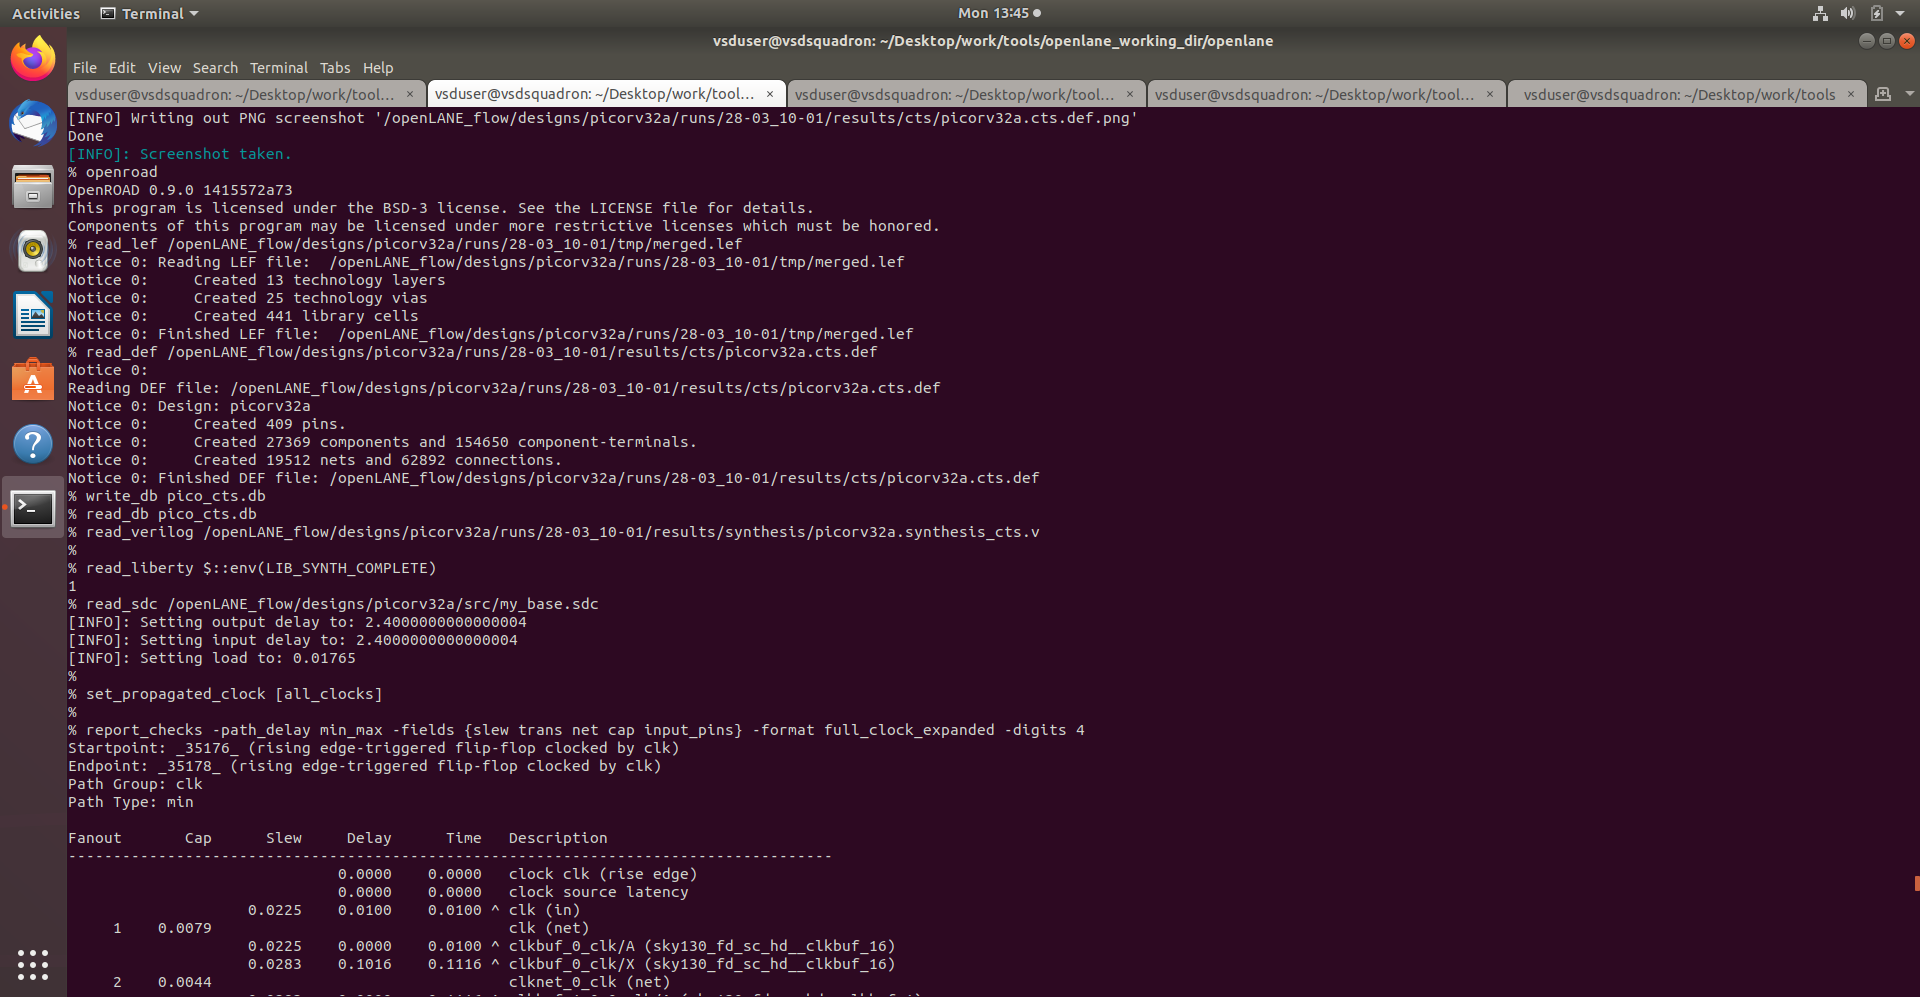 Activities Terminal Mon 13:45
vsduser@vsdsquadron: ~/Desktop/work/tools/openlane_working_dir/openlane
File Edit View Search Terminal Tabs Help
vsduser@vsdsquadron: ~/Desktop/work/tool... × vsduser@vsdsquadron: ~/Desktop/work/tool... × vsduser@vsdsquadron: ~/Desktop/work/tool... × vsduser@vsdsquadron: ~/Desktop/work/tool... × vsduser@vsdsquadron: ~/Desktop/work/tools ×
[INFO] Writing out PNG screenshot '/openLANE_flow/designs/picorv32a/runs/28-03_10-01/results/cts/picorv32a.cts.def.png'
Done
[INFO]: Screenshot taken.
% openroad
OpenROAD 0.9.0 1415572a73
This program is licensed under the BSD-3 license. See the LICENSE file for details.
Components of this program may be licensed under more restrictive licenses which must be honored.
% read_lef /openLANE_flow/designs/picorv32a/runs/28-03_10-01/tmp/merged.lef
Notice 0: Reading LEF file:  /openLANE_flow/designs/picorv32a/runs/28-03_10-01/tmp/merged.lef
Notice 0:     Created 13 technology layers
Notice 0:     Created 25 technology vias
Notice 0:     Created 441 library cells
Notice 0: Finished LEF file:  /openLANE_flow/designs/picorv32a/runs/28-03_10-01/tmp/merged.lef
% read_def /openLANE_flow/designs/picorv32a/runs/28-03_10-01/results/cts/picorv32a.cts.def
Notice 0:
Reading DEF file: /openLANE_flow/designs/picorv32a/runs/28-03_10-01/results/cts/picorv32a.cts.def
Notice 0: Design: picorv32a
Notice 0:     Created 409 pins.
Notice 0:     Created 27369 components and 154650 component-terminals.
Notice 0:     Created 19512 nets and 62892 connections.
Notice 0: Finished DEF file: /openLANE_flow/designs/picorv32a/runs/28-03_10-01/results/cts/picorv32a.cts.def
% write_db pico_cts.db
% read_db pico_cts.db
% read_verilog /openLANE_flow/designs/picorv32a/runs/28-03_10-01/results/synthesis/picorv32a.synthesis_cts.v
%
% read_liberty $::env(LIB_SYNTH_COMPLETE)
1
% read_sdc /openLANE_flow/designs/picorv32a/src/my_base.sdc
[INFO]: Setting output delay to: 2.4000000000000004
[INFO]: Setting input delay to: 2.4000000000000004
[INFO]: Setting load to: 0.01765
%
% set_propagated_clock [all_clocks]
%
% report_checks -path_delay min_max -fields {slew trans net cap input_pins} -format full_clock_expanded -digits 4
Startpoint: _35176_ (rising edge-triggered flip-flop clocked by clk)
Endpoint: _35178_ (rising edge-triggered flip-flop clocked by clk)
Path Group: clk
Path Type: min
Fanout       Cap      Slew     Delay      Time   Description
-------------------------------------------------------------------------------------
0.0000    0.0000   clock clk (rise edge)
0.0000    0.0000   clock source latency
0.0225    0.0100    0.0100 ^ clk (in)
1    0.0079                                 clk (net)
0.0225    0.0000    0.0100 ^ clkbuf_0_clk/A (sky130_fd_sc_hd__clkbuf_16)
0.0283    0.1016    0.1116 ^ clkbuf_0_clk/X (sky130_fd_sc_hd__clkbuf_16)
2    0.0044                                 clknet_0_clk (net)